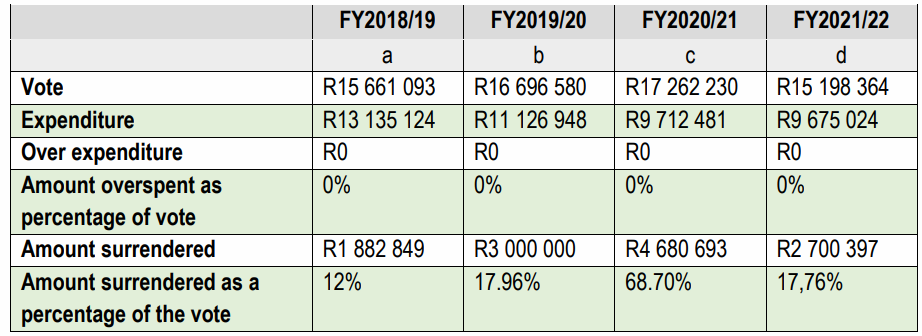 FY2018/19 FY2019/20 FY2020/21 FY2021/22
a b c d
Vote R15 661 093 R16 696 580 R17 262 230 R15 198 364
Expenditure R13 135 124 R11 126 948 R9 712 481 R9 675 024
Over expenditure R0 R0 R0 R0
Amount overspent as 0% 0% 0% 0%
percentage of vote
Amount surrendered R1 882 849 R3 000 000 R4 680 693 R2 700 397
Amount surrendered as a 12% 17.96% 68.70% 17,76%
percentage of the vote